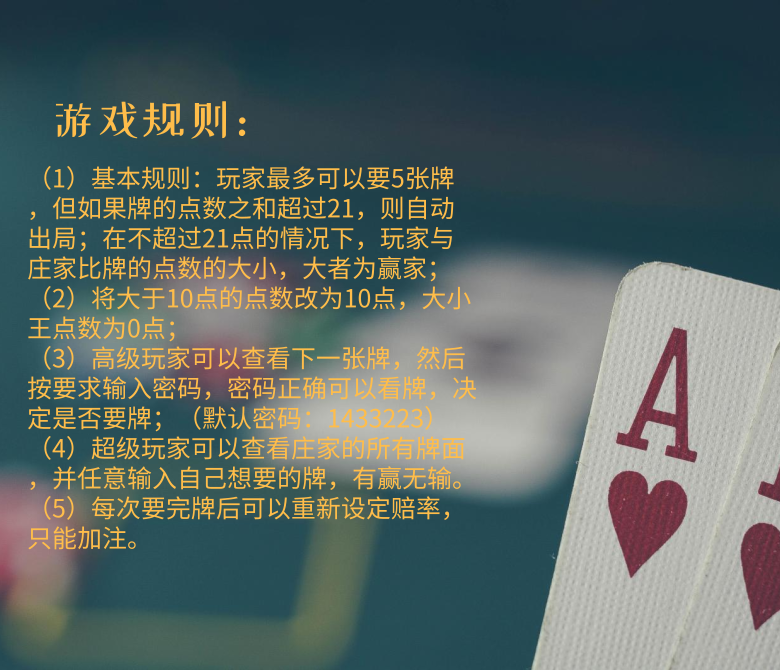 游戏规则：
（1）基本规则：玩家最多可以要5张牌
，但如果牌的点数之和超过21，则自动
出局；在不超过21点的情况下，玩家与
庄家比牌的点数的大小，大者为赢家；
（2）将大于10点的点数改为10点，大小
王点数为0点；
（3）高级玩家可以查看下一张牌，然后
按要求输入密码，密码正确可以看牌，决
定是否要牌；（默认密码：1433223）
（4）超级玩家可以查看庄家的所有牌面
，并任意输入自己想要的牌，有赢无输。
（5）每次要完牌后可以重新设定赔率，
只能加注。
A